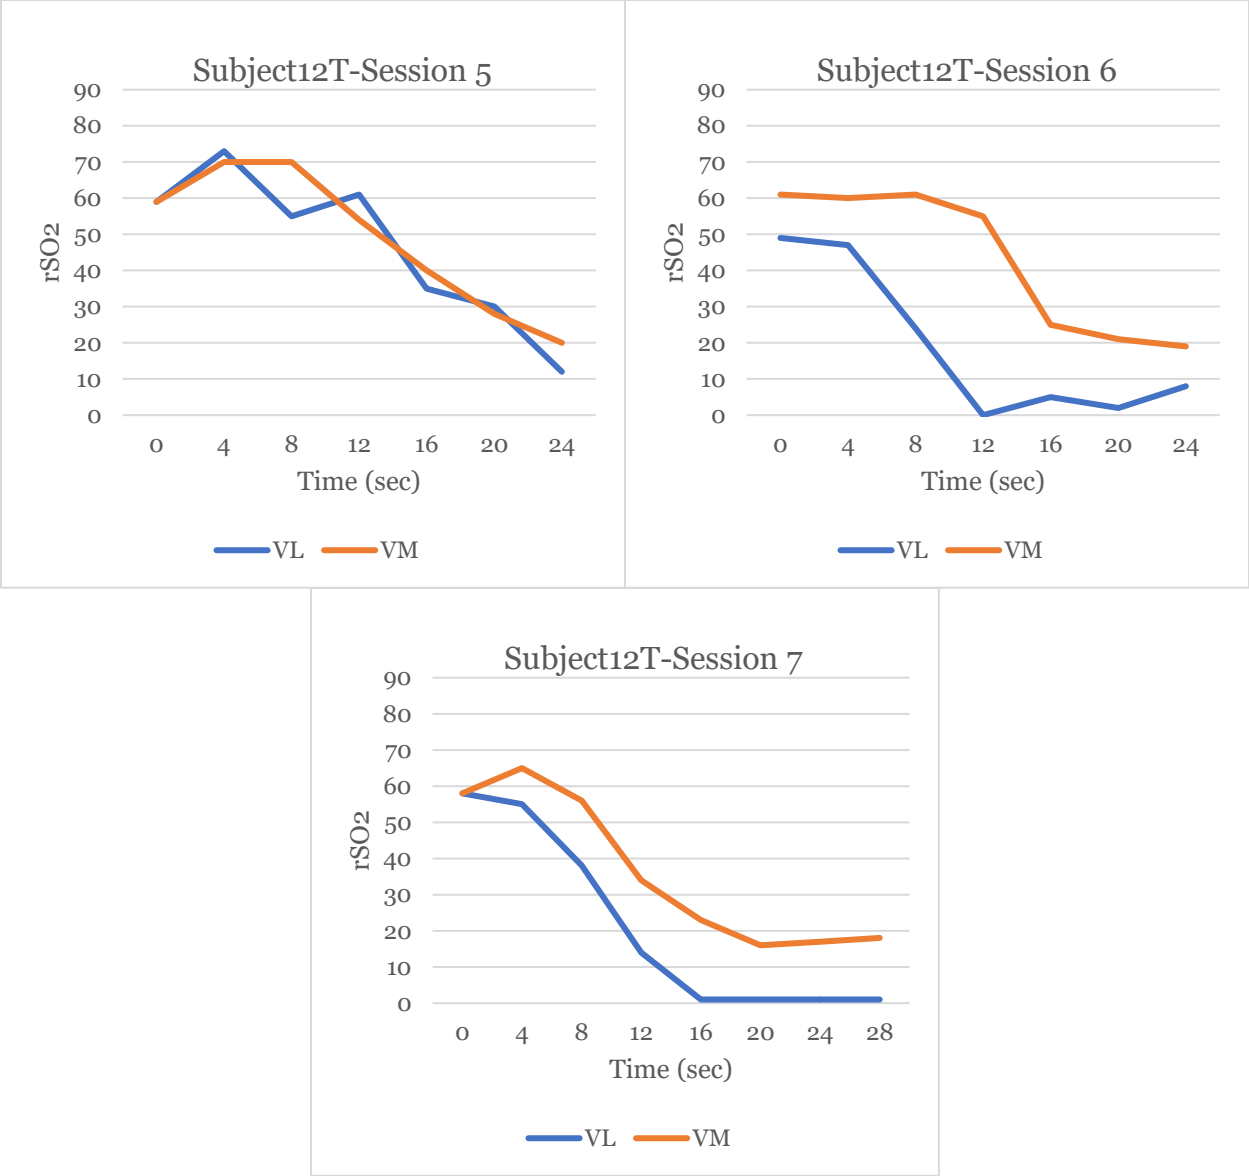 Subject12T-Session 5
90
80
70
60
50
40
30
20
10
0
rSO2
0 4 8 12 16 20 24
Time (sec)
VL VM
Subject12T-Session 6
90
80
70
60
50
40
30
20
10
0
rSO2
0 4 8 12 16 20 24
Time (sec)
VL VM
Subject12T-Session 7
90
80
70
60
50
40
30
20
10
0
rSO2
0 4 8 12 16 20 24 28
Time (sec)
VL VM